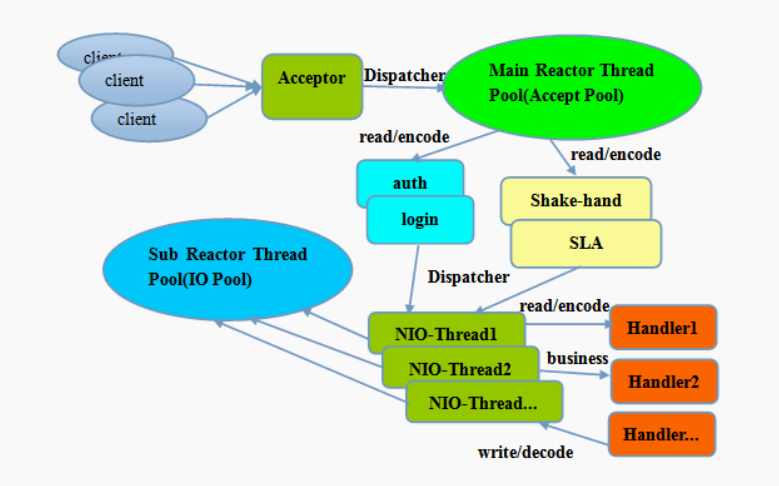 client
client
client
Acceptor
Dispatcher
Main Reactor Thread
Pool(Accept Pool)
read/encode
read/encode
auth
login
Shake-hand
SLA
Sub Reactor Thread
Pool(IO Pool)
Dispatcher
read/encode
NIO-Thread1
Handler1
business
NIO-Thread2
Handler2
NIO-Thread...
Handler...
write/decode